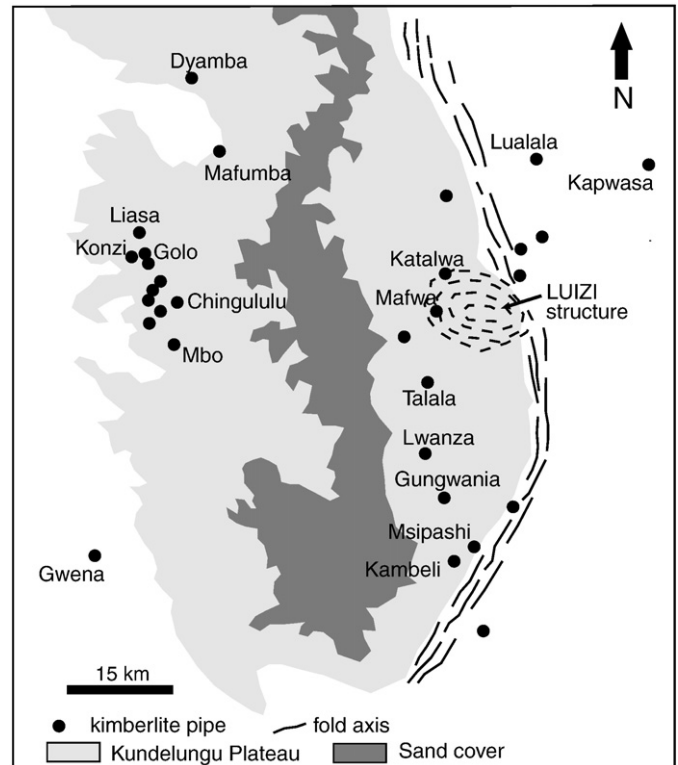 Dyamba
N
Lualala
Mafumba
Kapwasa
Liasa
Konzi
Golo
Katalwa
Chingululu
Mafwa
LUIZI
structure
Mbo
Talala
Lwanza
Gungwania
Msipashi
Kambeli
Gwena
15 km
kimberlite pipe
fold axis
Kundelungu Plateau
Sand cover